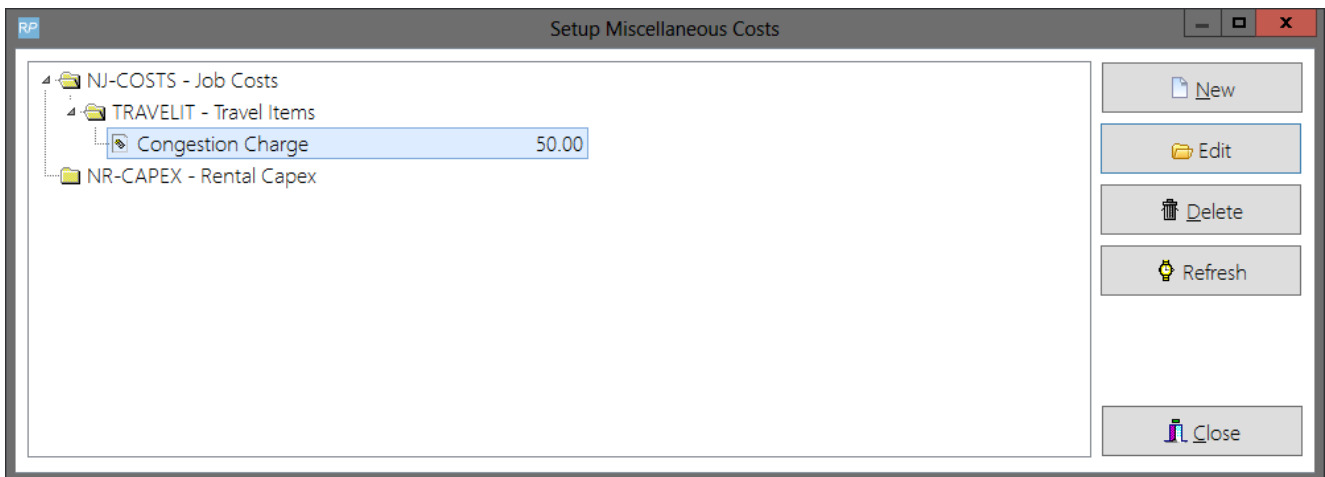 RP Setup Miscellaneous Costs
NJ-COSTS - Job Costs
TRAVELIT - Travel Items
Congestion Charge 50.00
NR-CAPEX - Rental Capex
New
Edit
Delete
Refresh
Close